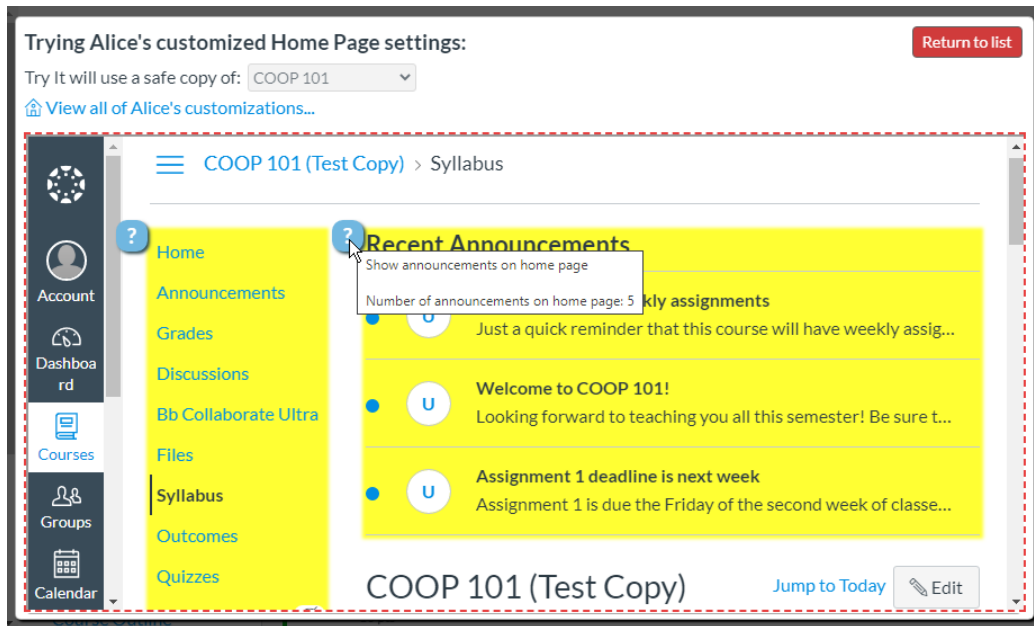 Trying Alice's customized Home Page settings:
Return to list
Try It will use a safe copy of: COOP 101
View all of Alice's customizations...
COOP 101 (Test Copy) > Syllabus
Account
Dashboa
rd
Courses
Groups
Calendar
?
Home
Announcements
Grades
Discussions
Bb Collaborate Ultra
Files
Syllabus
Outcomes
Quizzes
?
Recent Announcements
Show announcements on home page
Number of announcements on home page: 5
kly assignments
U
Just a quick reminder that this course will have weekly assig...
Welcome to COOP 101!
U
Looking forward to teaching you all this semester! Be sure t...
Assignment 1 deadline is next week
U
Assignment 1 is due the Friday of the second week of classe...
COOP 101 (Test Copy)
Jump to Today
Edit